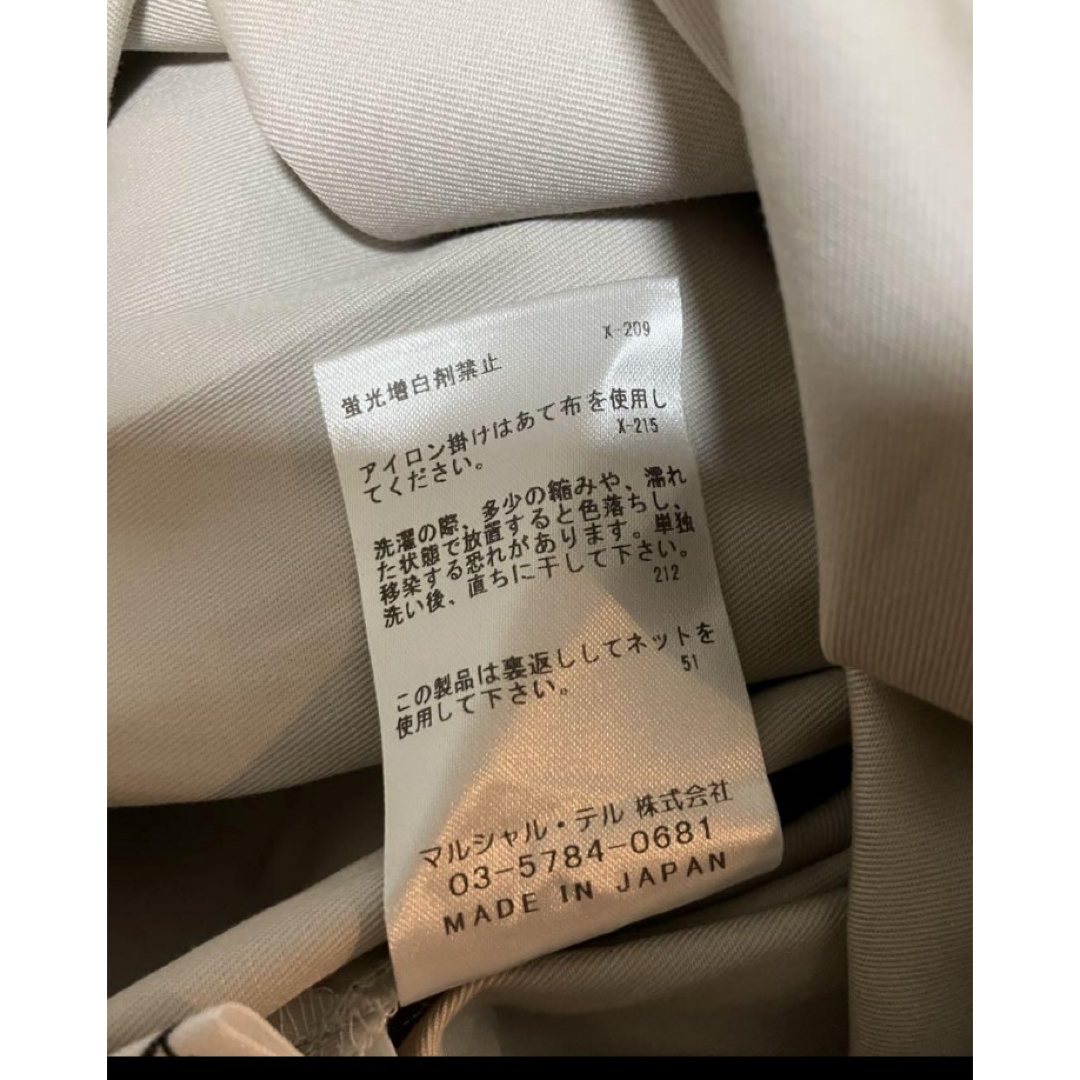 X-209
蛍光増白剤禁止
アイロン掛けはあて布を使用し
てください。
X-215
洗濯の際、多少の縮みや、濡れ
た状態で放置すると色落ちし、
移染する恐れがあります。単独
洗い後、直ちに干して下さい。
212
この製品は裏返ししてネットを
使用して下さい。
51
マルシャル・テル 株式会社
03-5784-0681
MADE IN JAPAN